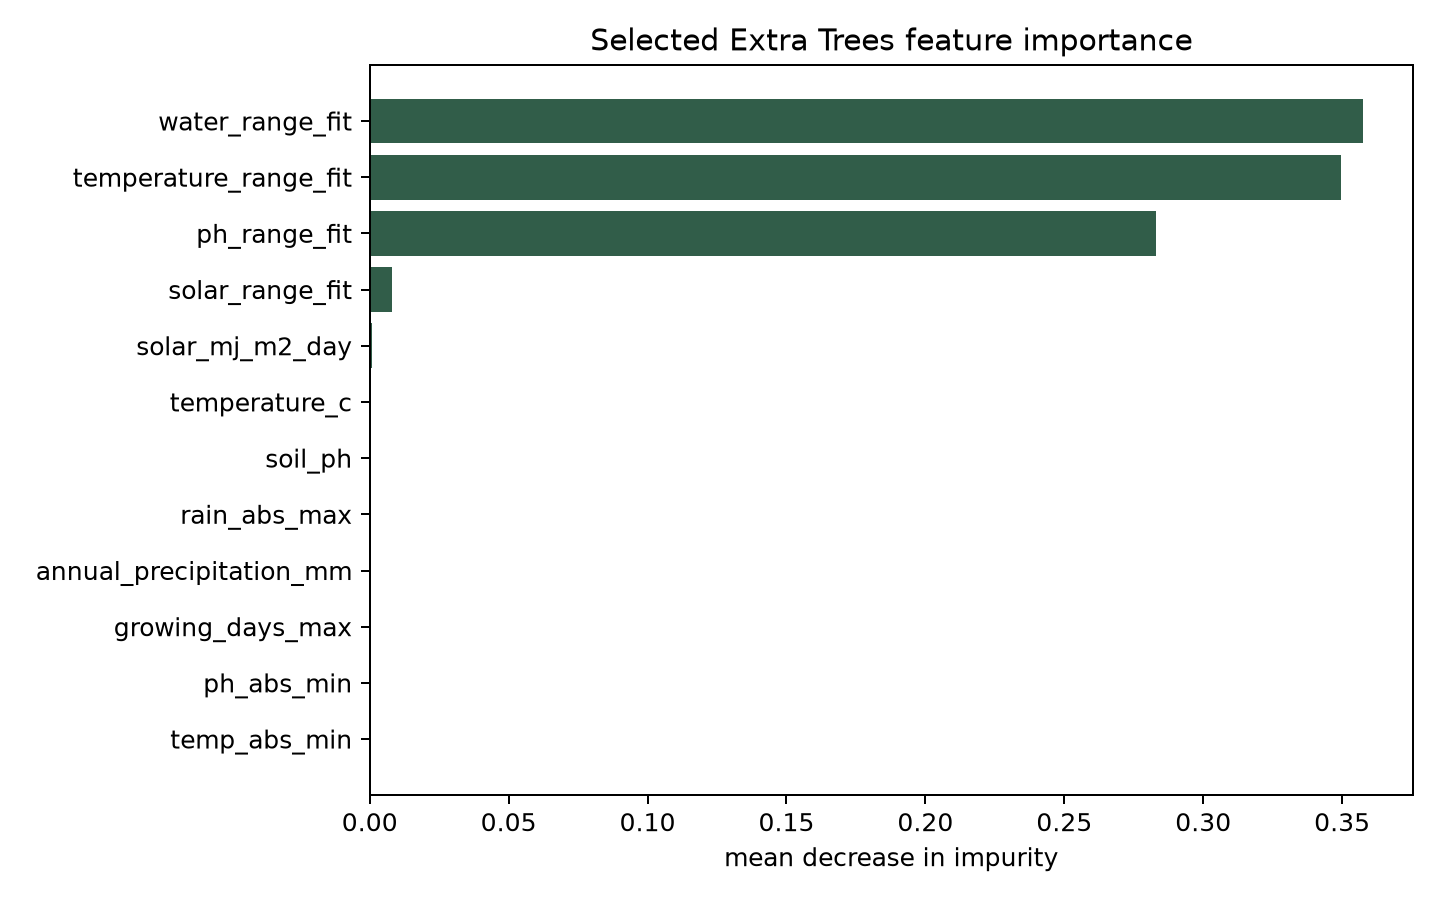 Selected Extra Trees feature importance
water_range_fit
temperature_range_fit
ph_range_fit
solar_range_fit
solar_mj_m2_day
temperature_c
soil_ph
rain_abs_max
annual_precipitation_mm
growing_days_max
ph_abs_min
temp_abs_min
0.00 0.05 0.10 0.15 0.20 0.25 0.30 0.35
mean decrease in impurity